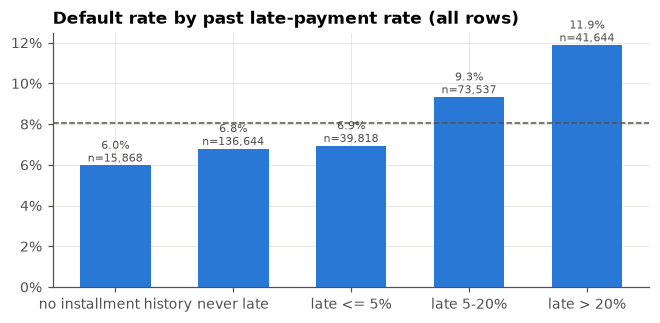 Default rate by past late-payment rate (all rows)
12%
10%
8%
6%
4%
2%
0%
6.0%
n=15,868
6.8%
n=136,644
6.9%
n=39,818
9.3%
n=73,537
11.9%
n=41,644
no installment history
never late
late <= 5%
late 5-20%
late > 20%